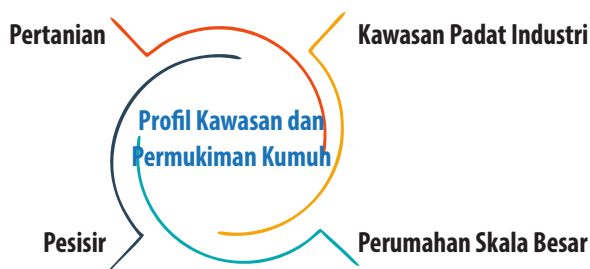 Pertanian
Kawasan Padat Industri
Profil Kawasan dan
Permukiman Kumuh
Pesisir
Perumahan Skala Besar